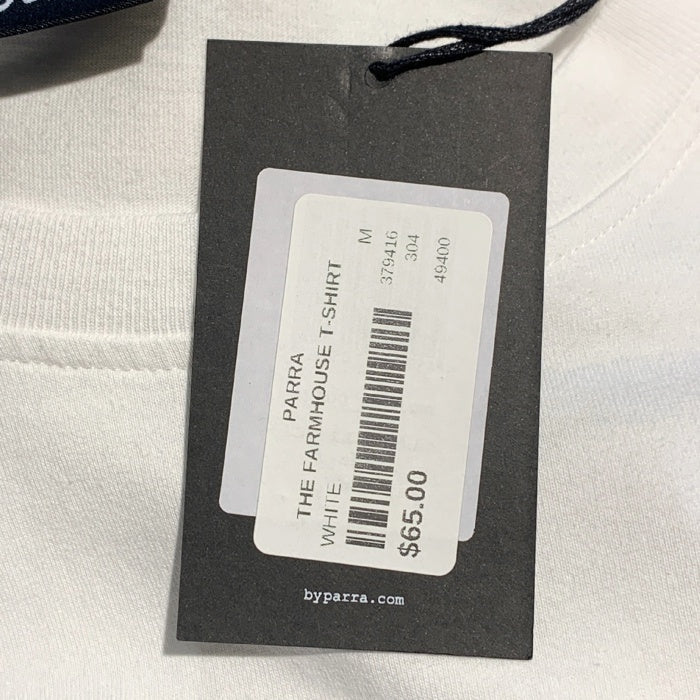 PARRA
THE FARMHOUSE T-SHIRT
WHITE
M
379416
304
49400
$65.00
byparra.com